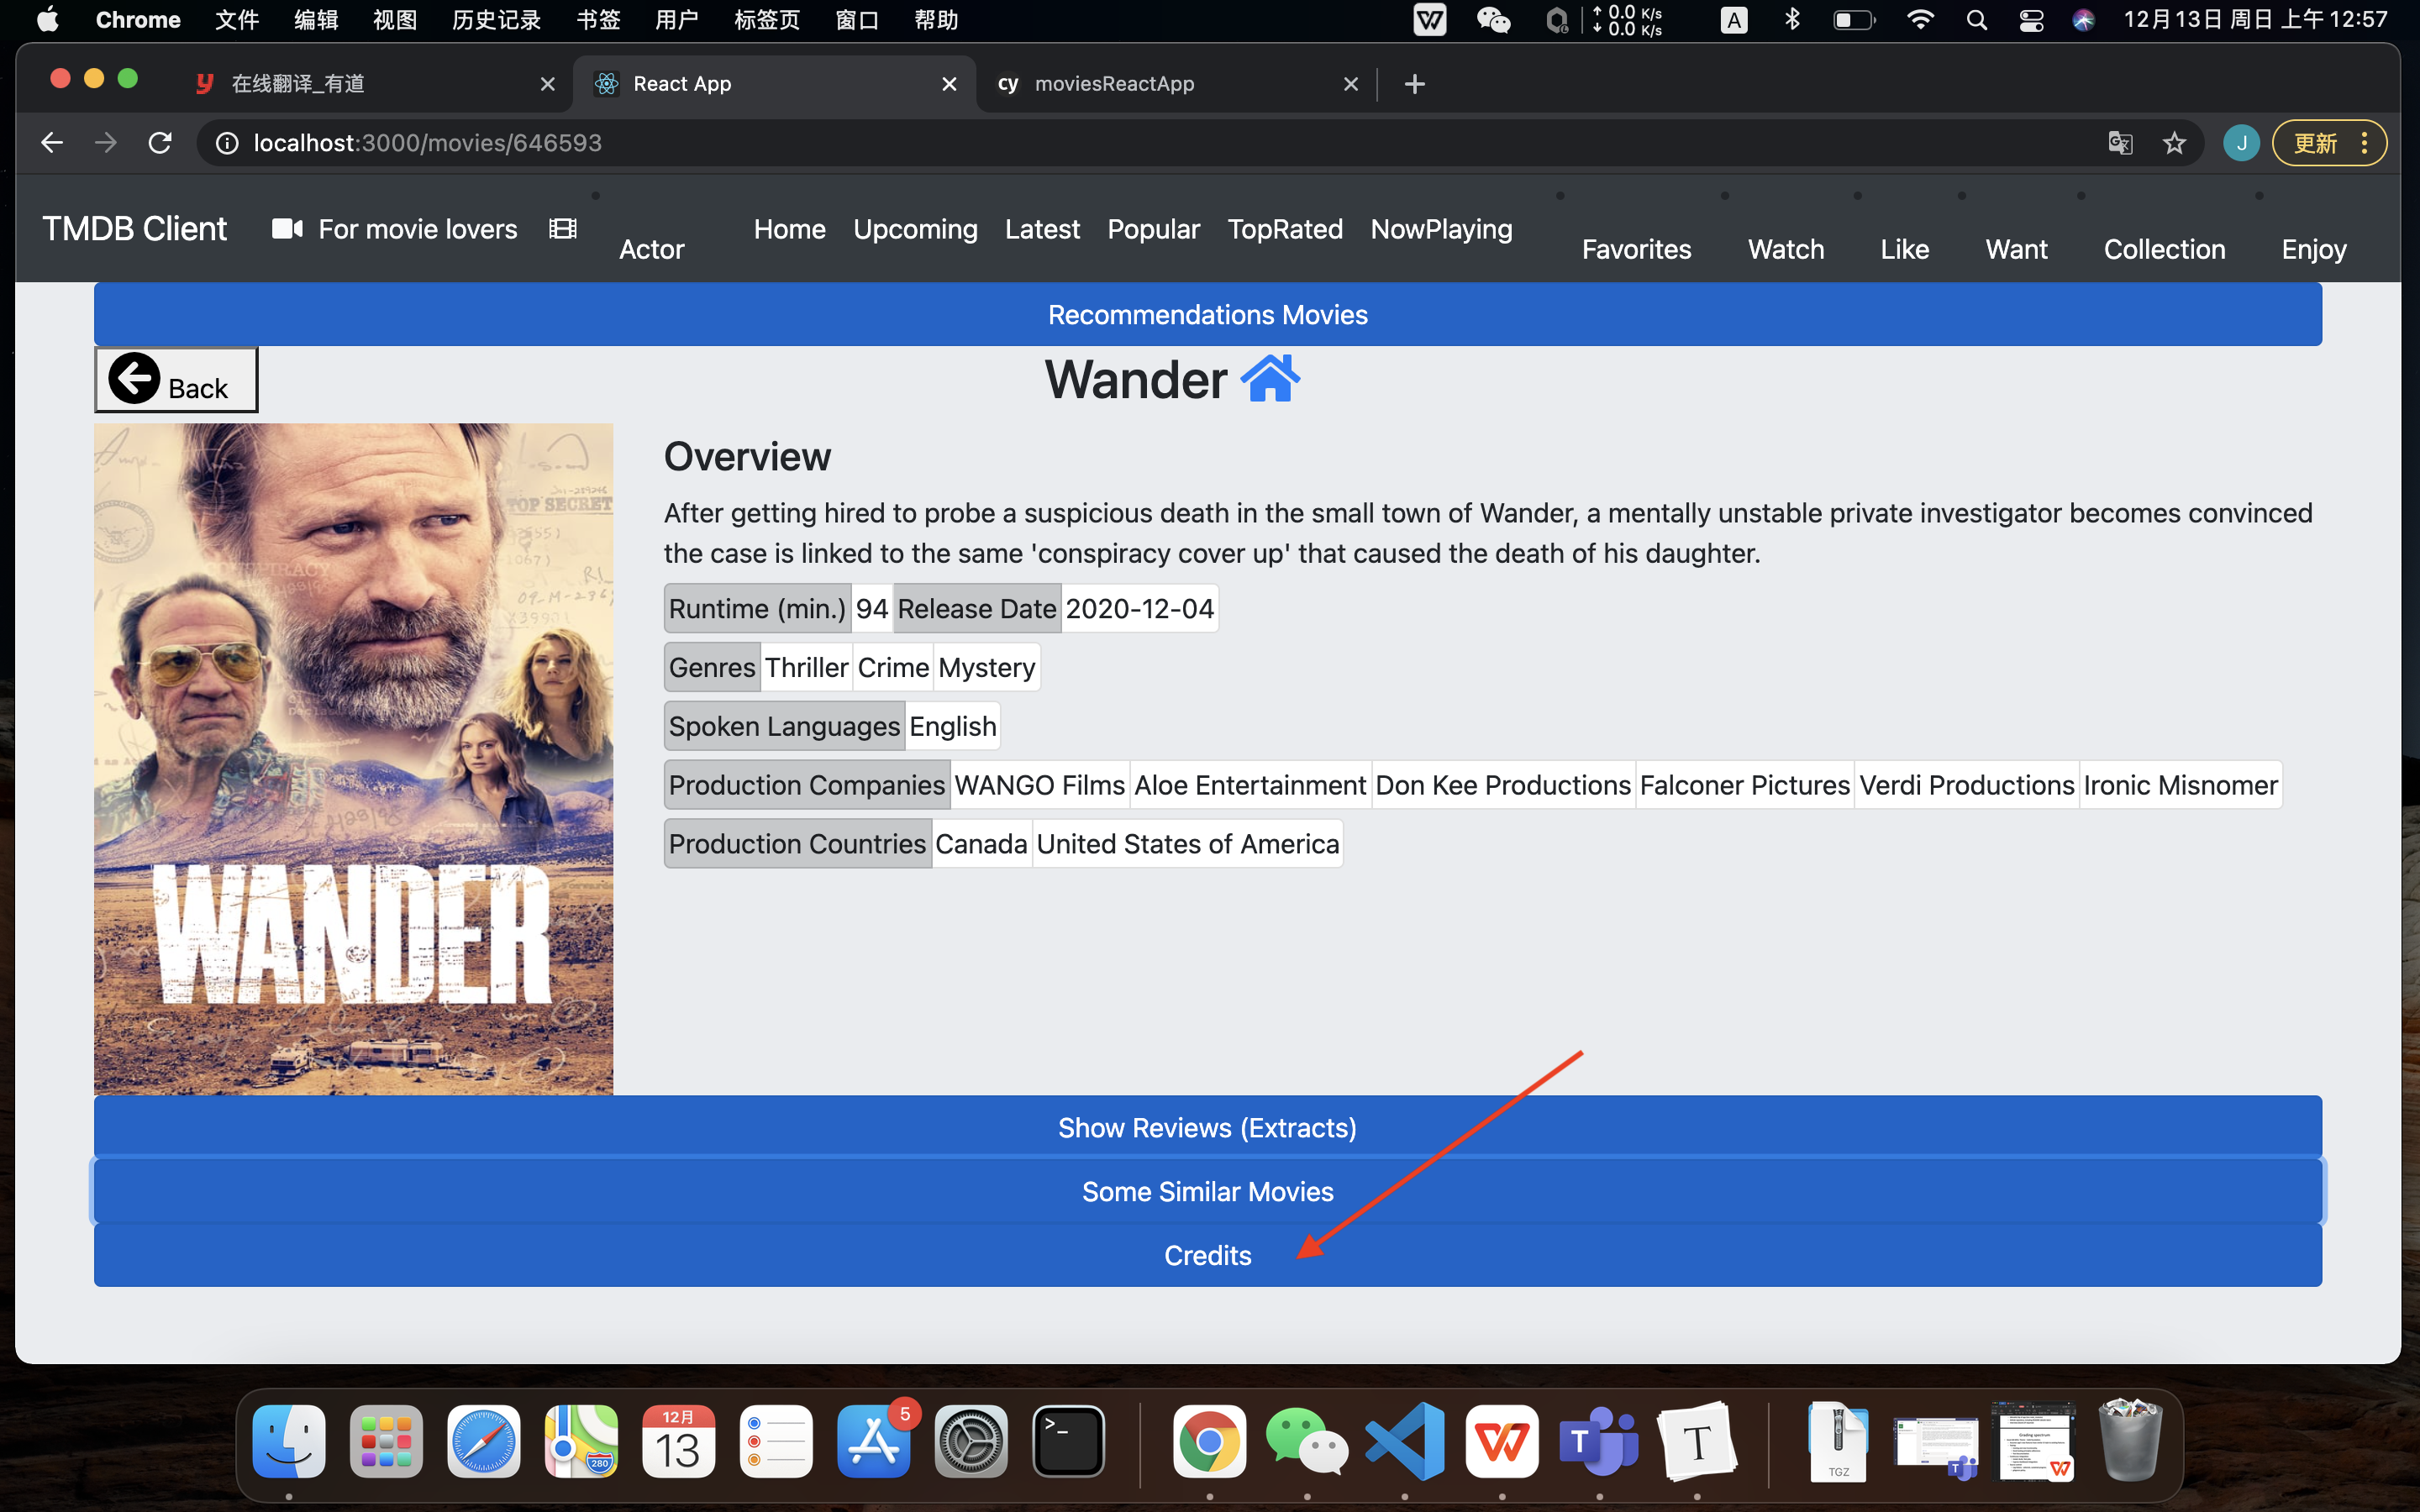 Chrome 文件 编辑 视图 历史记录 书签 用户 标签页 窗口 帮助
↑ 0.0 K/s
↓ 0.0 K/s
A
12月13日 周日 上午 12:57
在线翻译_有道
React App
cy moviesReactApp
localhost:3000/movies/646593
J
更新
TMDB Client
For movie lovers
Actor
Home Upcoming Latest Popular TopRated NowPlaying
Favorites Watch Like Want Collection Enjoy
Recommendations Movies
Back
Wander
TOP SECRET
CONSPIRACY
WANDER
Overview
After getting hired to probe a suspicious death in the small town of Wander, a mentally unstable private investigator becomes convinced
the case is linked to the same 'conspiracy cover up' that caused the death of his daughter.
Runtime (min.) 94 Release Date 2020-12-04
Genres Thriller Crime Mystery
Spoken Languages English
Production Companies WANGO Films Aloe Entertainment Don Kee Productions Falconer Pictures Verdi Productions Ironic Misnomer
Production Countries Canada United States of America
Show Reviews (Extracts)
Some Similar Movies
Credits
280
12月
13
5
>_
T
T
TGZ